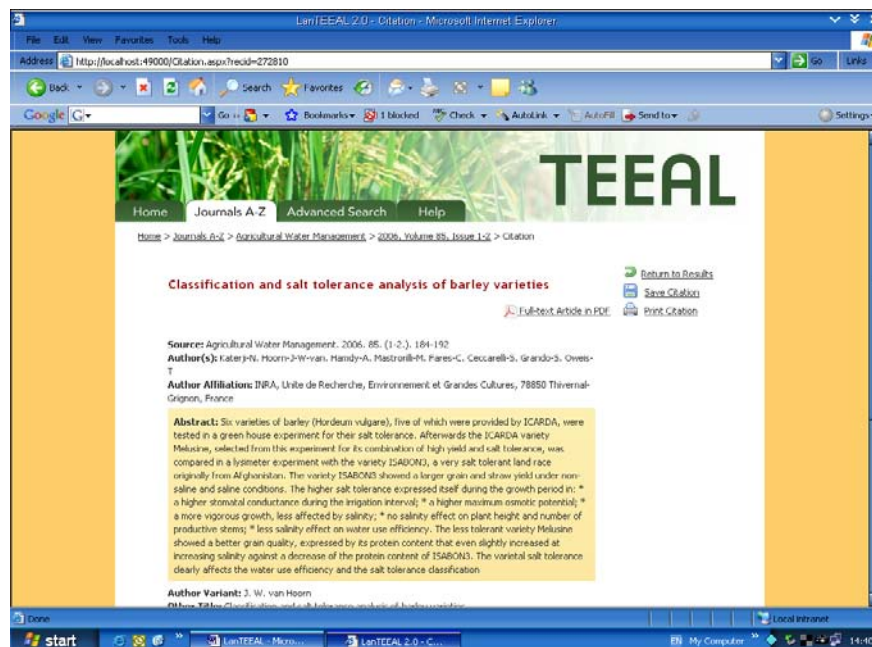 LanTEEAL 2.0 - Citation - Microsoft Internet Explorer
File Edit View Favorites Tools Help
Address http://localhost:49000/Citation.aspx?recid=272810 Go Links
Back Search Favorites
Google G Go Bookmarks 1 blocked Check AutoLink AutoFill Send to Settings
TEEAL
Home Journals A-Z Advanced Search Help
Home > Journals A-Z > Agricultural Water Management > 2006, Volume 85, Issue 1-2 > Citation
Classification and salt tolerance analysis of barley varieties
Return to Results
Save Citation
Full-text Article in PDF Print Citation
Source: Agricultural Water Management. 2006. 85. (1-2.). 184-192
Author(s): Katerji-N. Hoorn-J-W-van. Hamdy-A. Mastrorilli-M. Fares-C. Ceccarelli-S. Grando-S. Oweis-
T
Author Affiliation: INRA, Unite de Recherche, Environnement et Grandes Cultures, 78850 Thiverval-
Grignon, France
Abstract: Six varieties of barley (Hordeum vulgare), five of which were provided by ICARDA, were
tested in a green house experiment for their salt tolerance. Afterwards the ICARDA variety
Melusine, selected from this experiment for its combination of high yield and salt tolerance, was
compared in a lysimeter experiment with the variety ISABON3, a very salt tolerant land race
originally from Afghanistan. The variety ISABON3 showed a larger grain and straw yield under non-
saline and saline conditions. The higher salt tolerance expressed itself during the growth period in: *
a higher stomatal conductance during the irrigation interval; * a higher maximum osmotic potential; *
a more vigorous growth, less affected by salinity; * no salinity effect on plant height and number of
productive stems; * less salinity effect on water use efficiency. The less tolerant variety Melusine
showed a better grain quality, expressed by its protein content that even slightly increased at
increasing salinity against a decrease of the protein content of ISABON3. The varietal salt tolerance
clearly affects the water use efficiency and the salt tolerance classification
Author Variant: J. W. van Hoorn
Other Title: Classification and salt tolerance analysis of barley varieties
Done Local intranet
start LanTEEAL - Micro... LanTEEAL 2.0 - C... EN My Computer 14:40